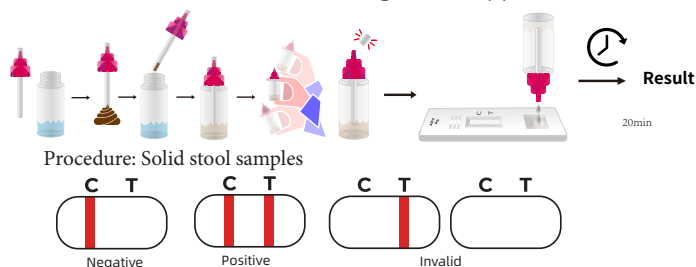 Result
20min
Procedure: Solid stool samples
C T
C T
C T
C T
C T
Negative
Positive
Invalid